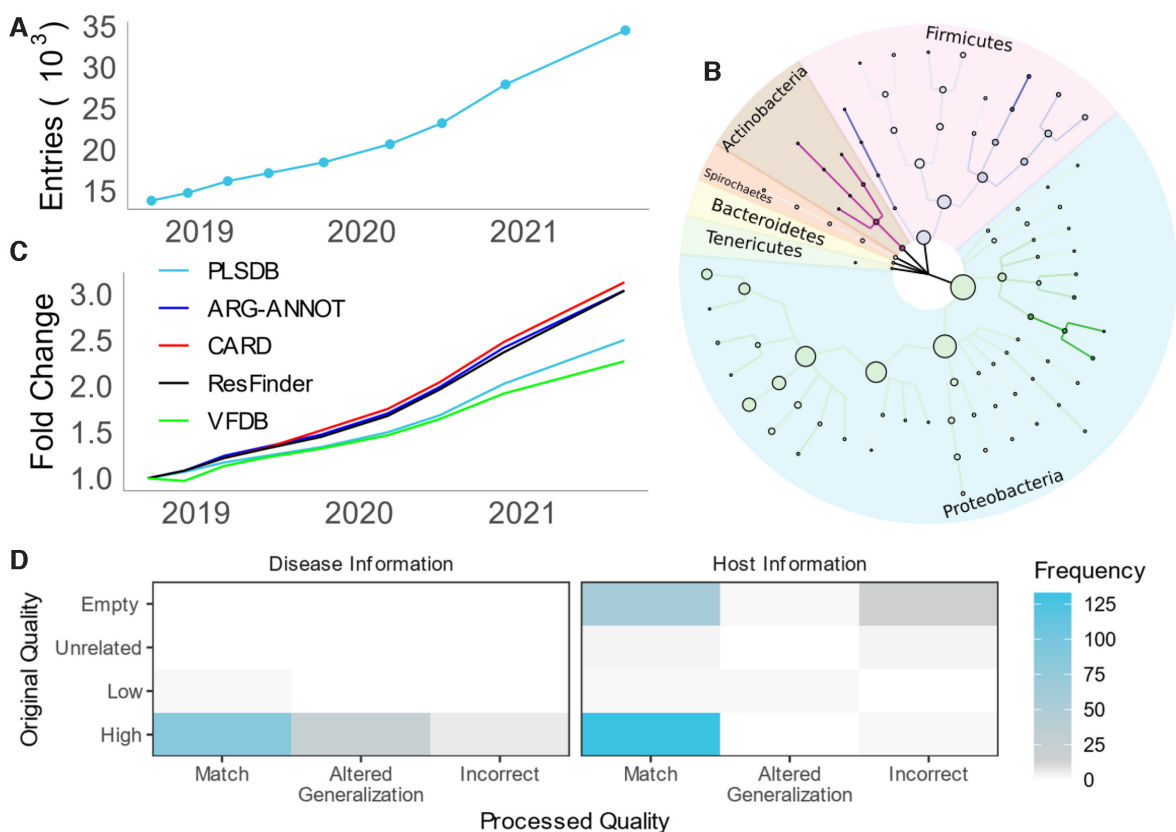 A
Entries ( 10³)
35
30
25
20
15
2019 2020 2021
B
Firmicutes
Actinobacteria
Spirochaetes
Bacteroidetes
Tenericutes
Proteobacteria
C
Fold Change
3.0
2.5
2.0
1.5
1.0
PLSDB
ARG-ANNOT
CARD
ResFinder
VFDB
2019 2020 2021
D
Disease Information
Host Information
Original Quality
Empty
Unrelated
Low
High
Match
Altered
Generalization
Incorrect
Match
Altered
Generalization
Incorrect
Processed Quality
Frequency
125
100
75
50
25
0